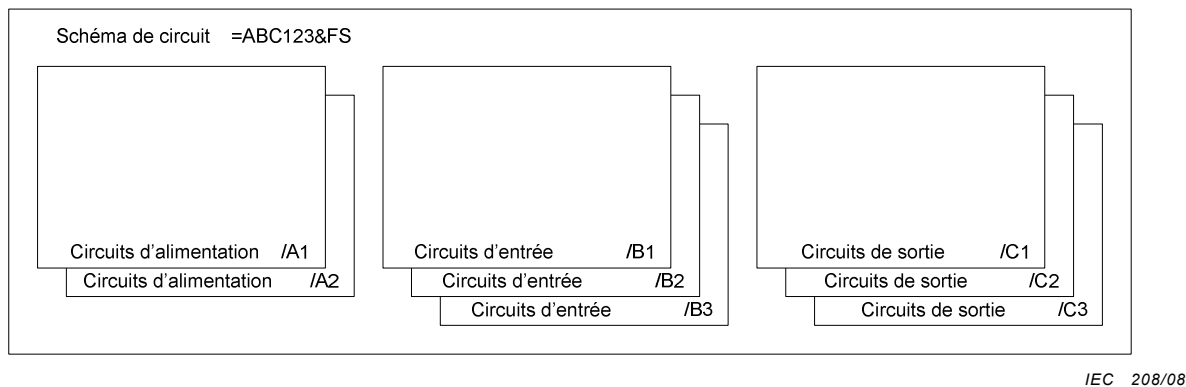 Schéma de circuit =ABC123&FS
Circuits d’alimentation /A1
Circuits d’alimentation /A2
Circuits d’entrée /B1
Circuits d’entrée /B2
Circuits d’entrée /B3
Circuits de sortie /C1
Circuits de sortie /C2
Circuits de sortie /C3
IEC 208/08